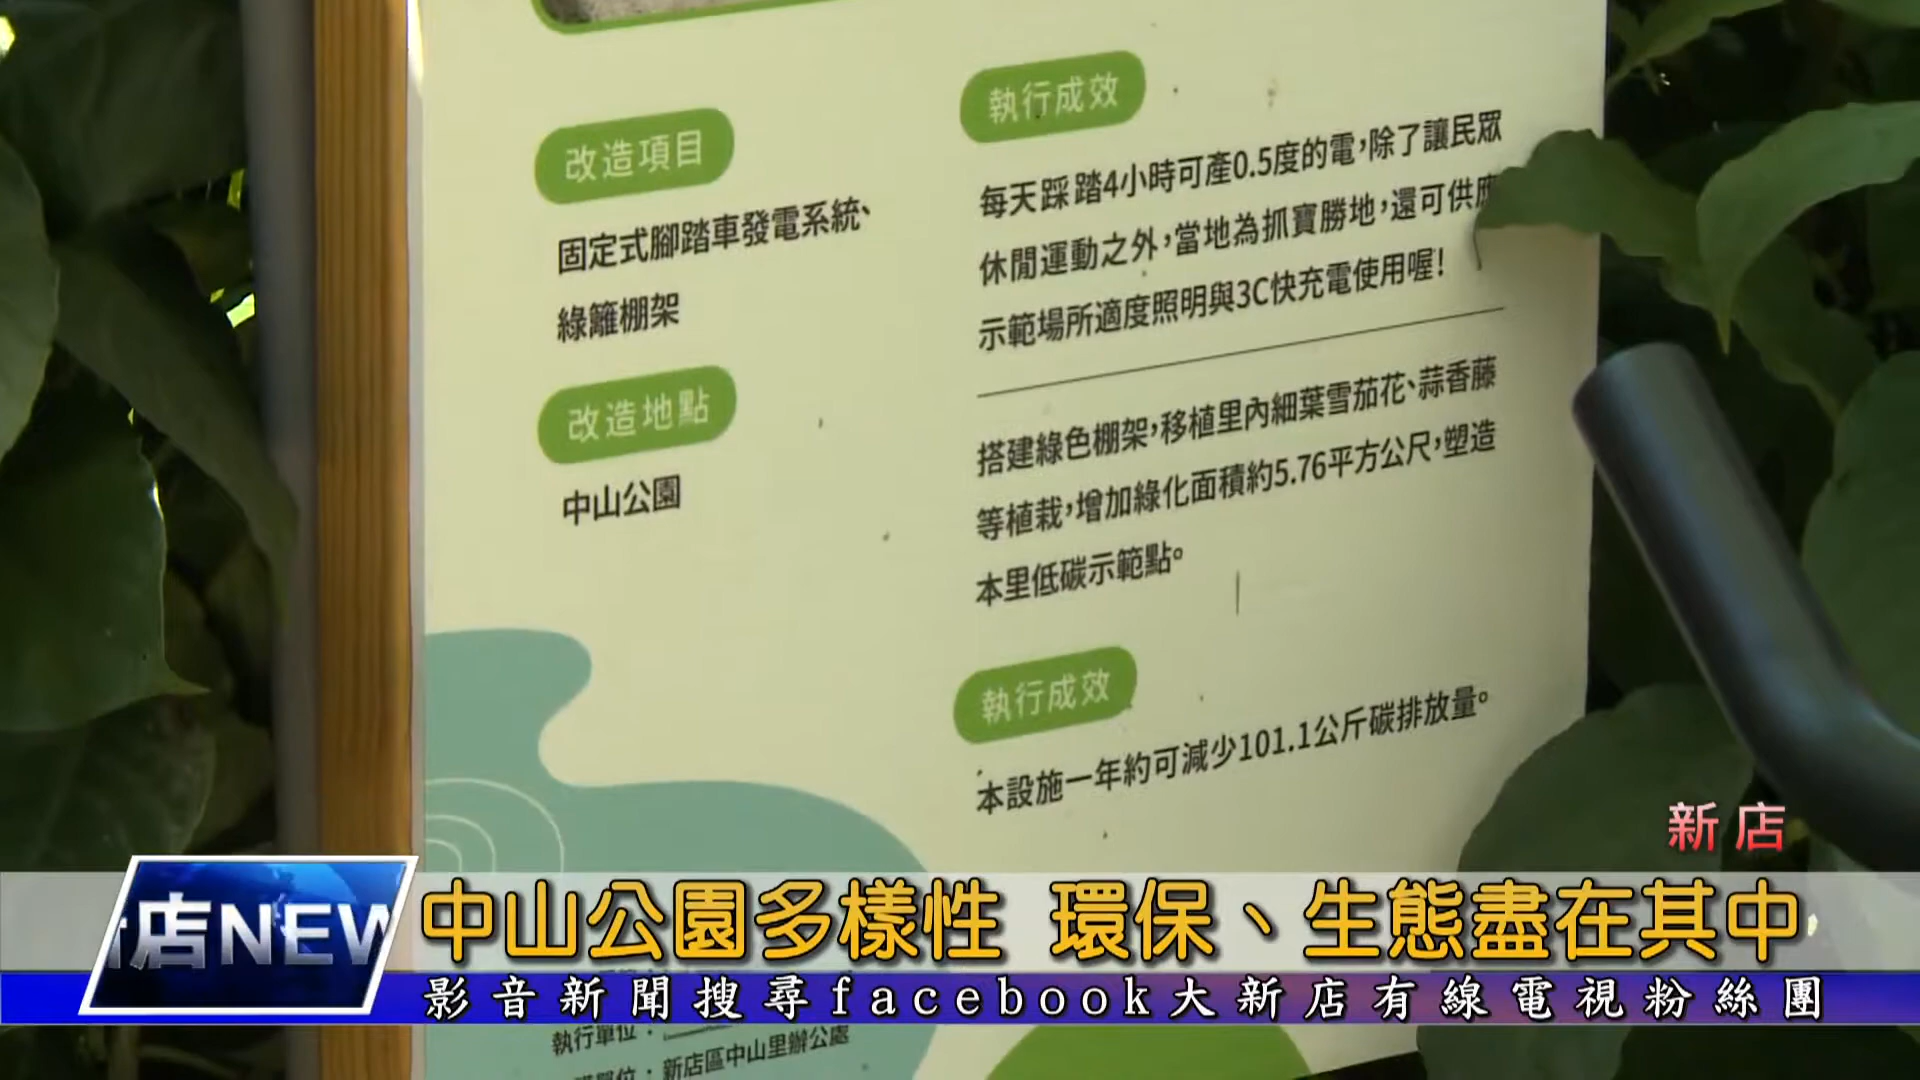 改造項目
固定式腳踏車發電系統、
綠籬棚架
改造地點
中山公園
執行成效
每天踩踏4小時可產0.5度的電,除了讓民眾
休閒運動之外,當地為抓寶勝地,還可供應
示範場所適度照明與3C快充電使用喔!
搭建綠色棚架,移植里內細葉雪茄花、蒜香藤
等植栽,增加綠化面積約5.76平方公尺,塑造
本里低碳示範點。
執行成效
本設施一年約可減少101.1公斤碳排放量。
新店
店NEW
中山公園多樣性 環保、生態盡在其中
影音新聞搜尋facebook大新店有線電視粉絲團
執行單位:
單位:新店區中山里辦公處